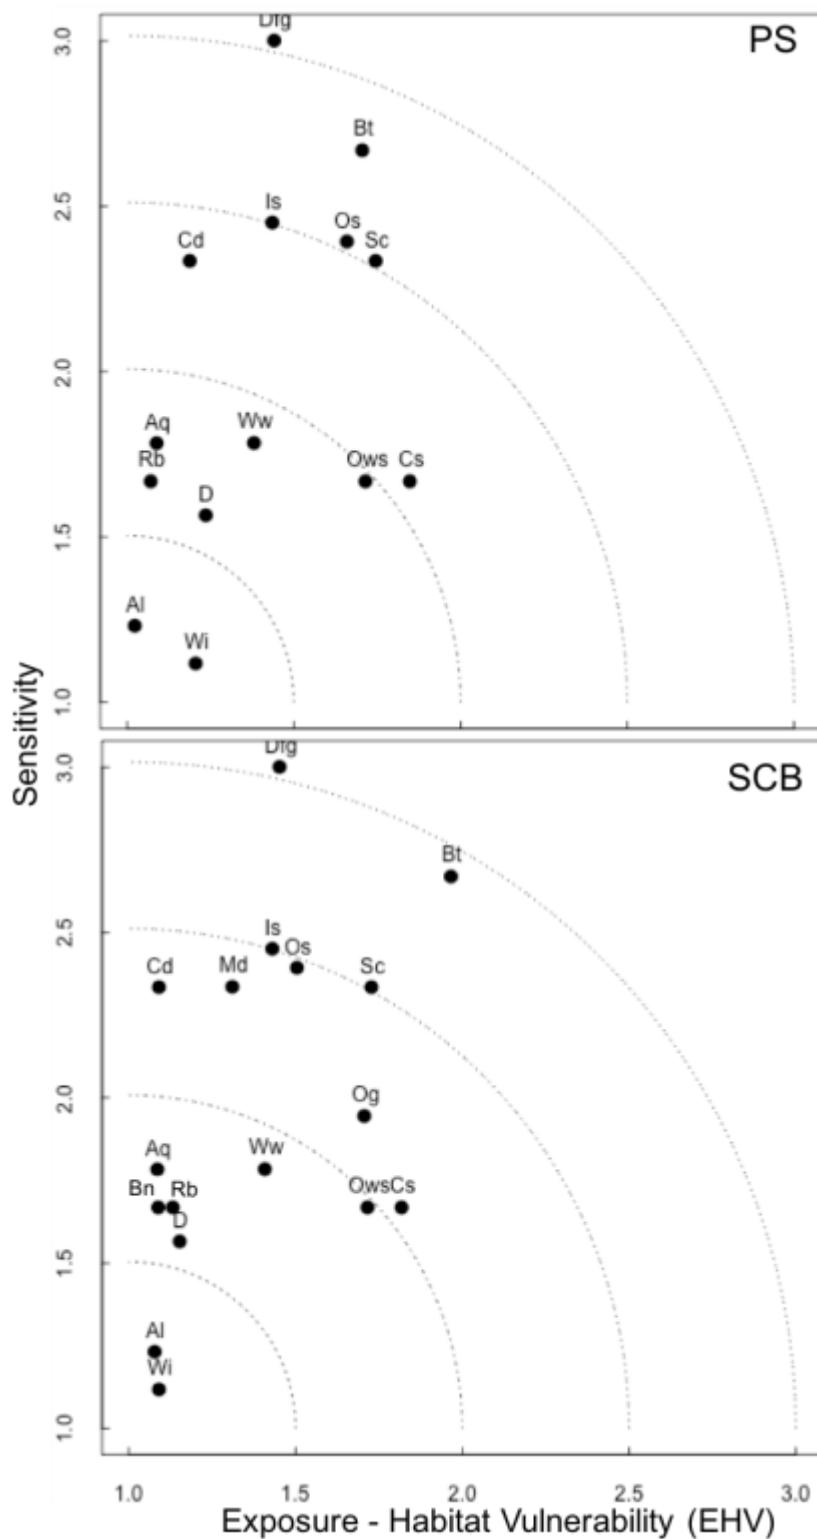 Dfg
PS
3.0
Bt
2.5
Is
Os
Cd
Sc
2.0
Aq
Ww
Rb
Ows
Cs
D
1.5
Al
Wi
1.0
Sensitivity
Dfg
SCB
3.0
Bt
2.5
Is
Os
Cd
Md
Sc
2.0
Og
Aq
Ww
Bn
Rb
Ows
Cs
D
1.5
Al
Wi
1.0
1.0 1.5 2.0 2.5 3.0
Exposure - Habitat Vulnerability (EHV)